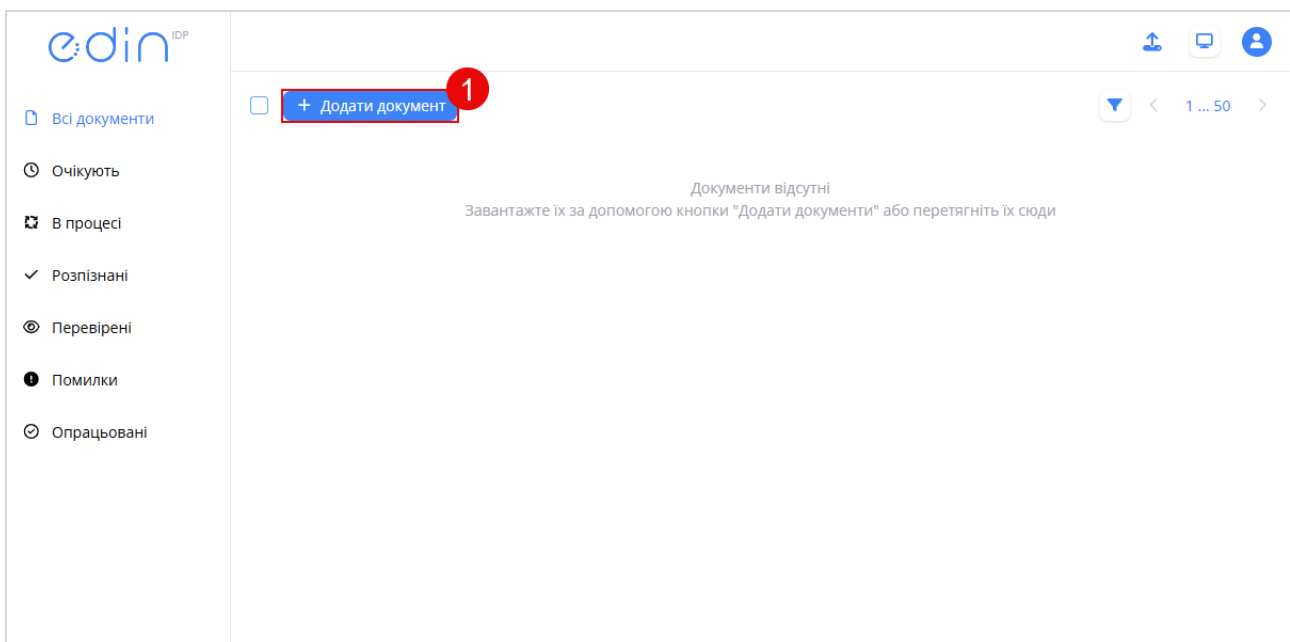 edin IDP
Всі документи
Очікують
В процесі
Розпізнані
Перевірені
Помилки
Опрацьовані
+ Додати документ
1
1 ... 50
Документи відсутні
Завантажте їх за допомогою кнопки "Додати документи" або перетягніть їх сюди